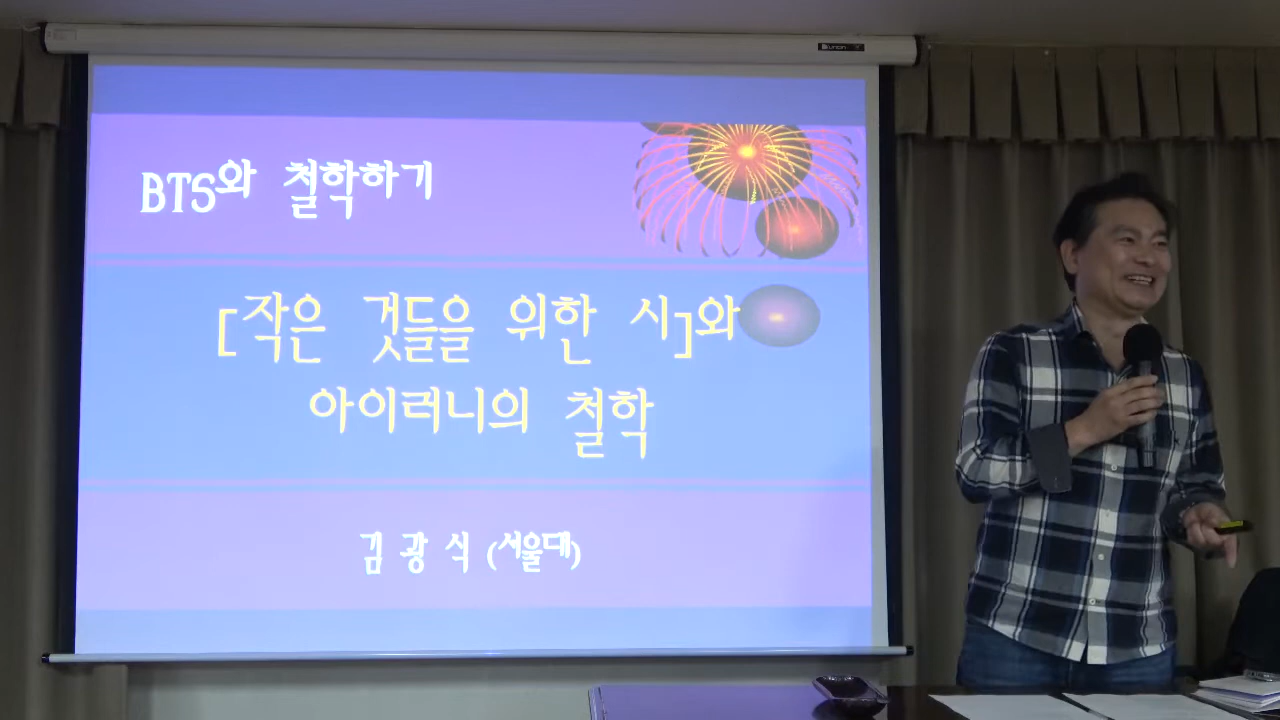 BTS와 철학하기
[작은 것들을 위한 시]와
아이러니의 철학
김 광 식 (서울대)